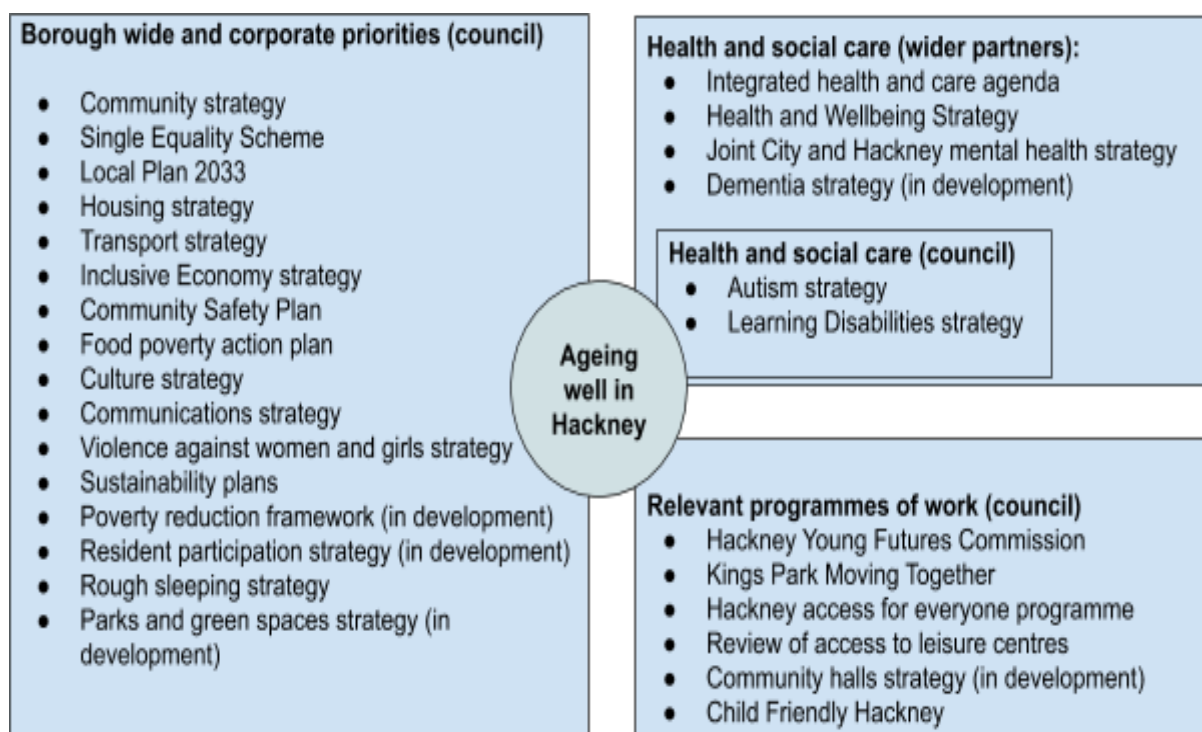 Borough wide and corporate priorities (council)
● Community strategy
● Single Equality Scheme
● Local Plan 2033
● Housing strategy
● Transport strategy
● Inclusive Economy strategy
● Community Safety Plan
● Food poverty action plan
● Culture strategy
● Communications strategy
● Violence against women and girls strategy
● Sustainability plans
● Poverty reduction framework (in development)
● Resident participation strategy (in development)
● Rough sleeping strategy
● Parks and green spaces strategy (in
development)
Ageing
well in
Hackney
Health and social care (wider partners):
● Integrated health and care agenda
● Health and Wellbeing Strategy
● Joint City and Hackney mental health strategy
● Dementia strategy (in development)
Health and social care (council)
● Autism strategy
● Learning Disabilities strategy
Relevant programmes of work (council)
● Hackney Young Futures Commission
● Kings Park Moving Together
● Hackney access for everyone programme
● Review of access to leisure centres
● Community halls strategy (in development)
● Child Friendly Hackney